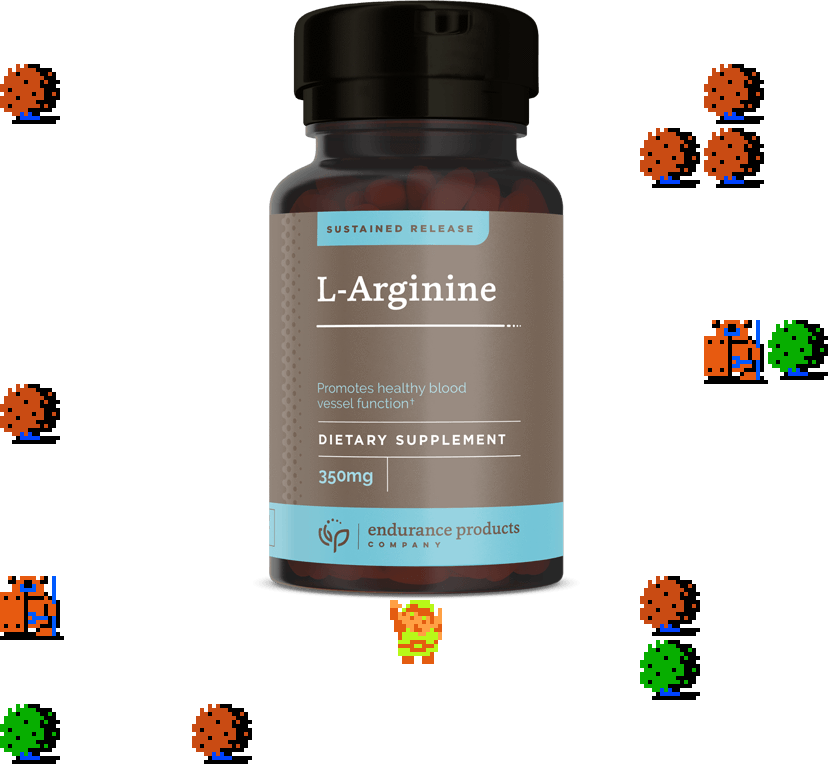 SUSTAINED RELEASE
L-Arginine
Promotes healthy blood
vessel function†
DIETARY SUPPLEMENT
350mg
endurance products
COMPANY